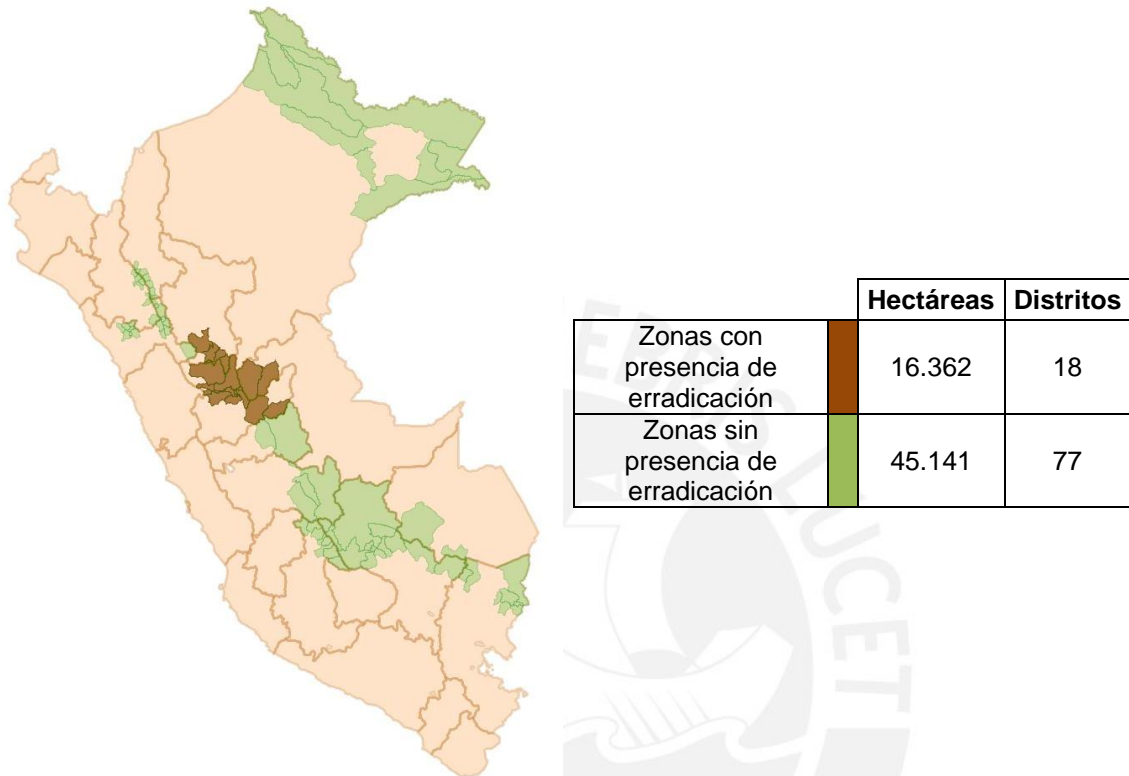 Hectáreas Distritos
Zonas con
presencia de
erradicación
16.362 18
Zonas sin
presencia de
erradicación
45.141 77